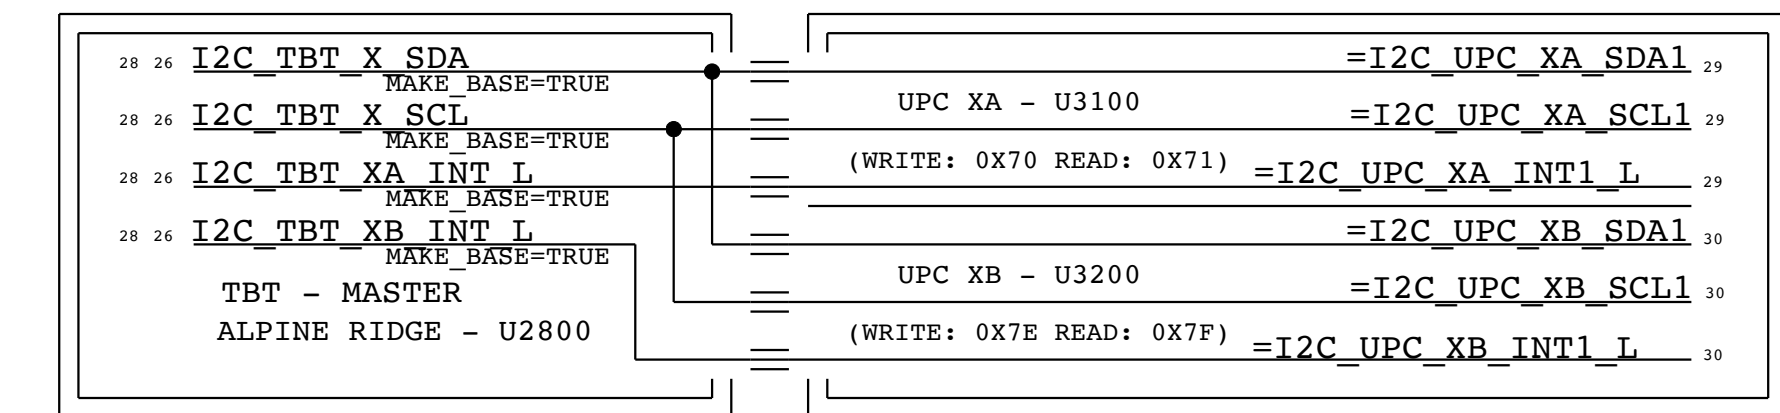 28 26 I2C_TBT_X_SDA
MAKE_BASE=TRUE
28 26 I2C_TBT_X_SCL
MAKE_BASE=TRUE
28 26 I2C_TBT_XA_INT_L
MAKE_BASE=TRUE
28 26 I2C_TBT_XB_INT_L
MAKE_BASE=TRUE
TBT - MASTER
ALPINE RIDGE - U2800
=I2C_UPC_XA_SDA1 29
UPC XA - U3100
=I2C_UPC_XA_SCL1 29
(WRITE: 0X70 READ: 0X71)
=I2C_UPC_XA_INT1_L 29
=I2C_UPC_XB_SDA1 30
UPC XB - U3200
=I2C_UPC_XB_SCL1 30
(WRITE: 0X7E READ: 0X7F)
=I2C_UPC_XB_INT1_L 30